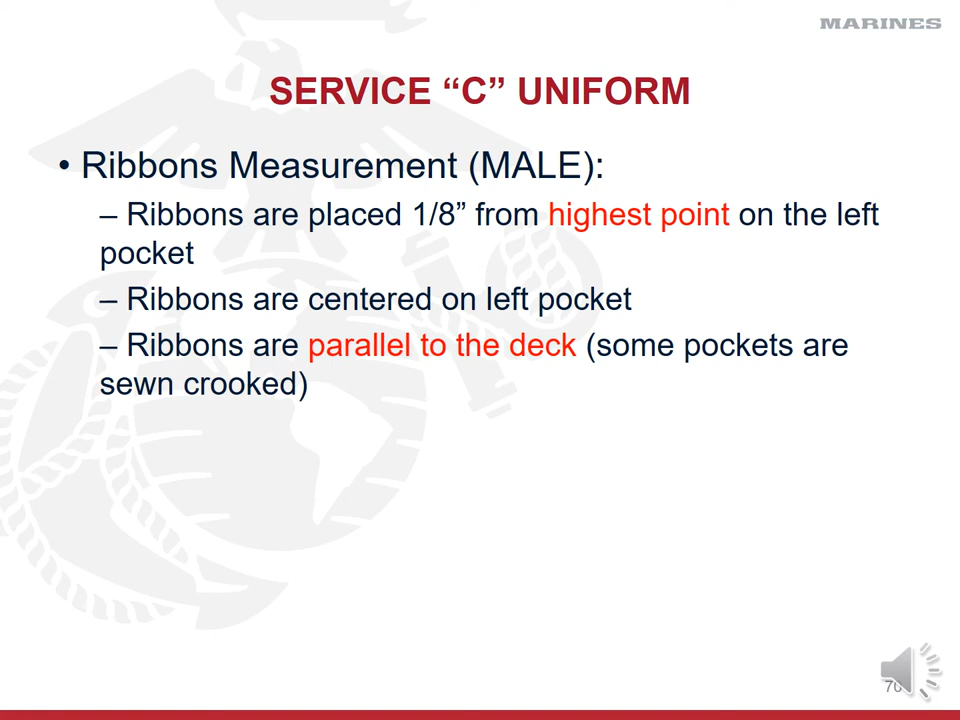 MARINES
SERVICE “C” UNIFORM
• Ribbons Measurement (MALE):
– Ribbons are placed 1/8” from highest point on the left
pocket
– Ribbons are centered on left pocket
– Ribbons are parallel to the deck (some pockets are
sewn crooked)
70